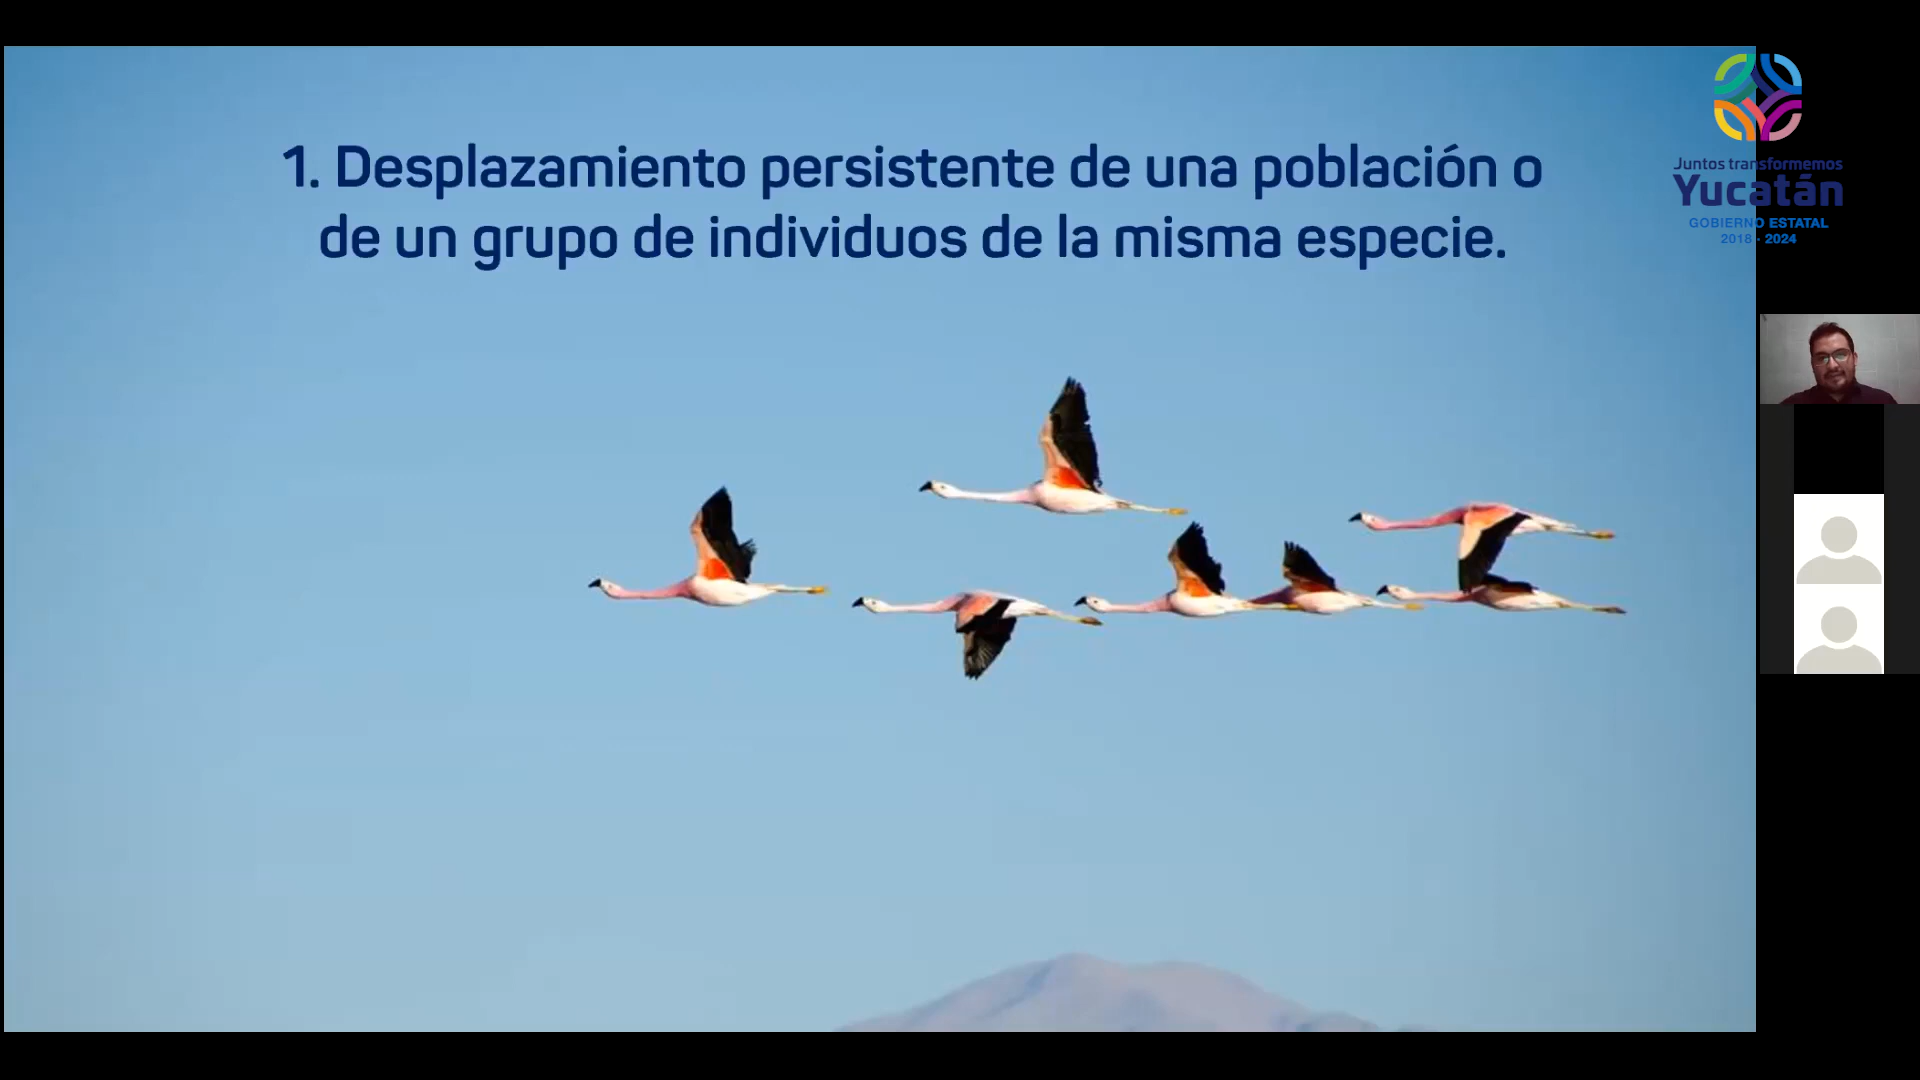 1. Desplazamiento persistente de una población o
de un grupo de individuos de la misma especie.
Juntos transformemos
Yucatán
GOBIERNO ESTATAL
2018 - 2024